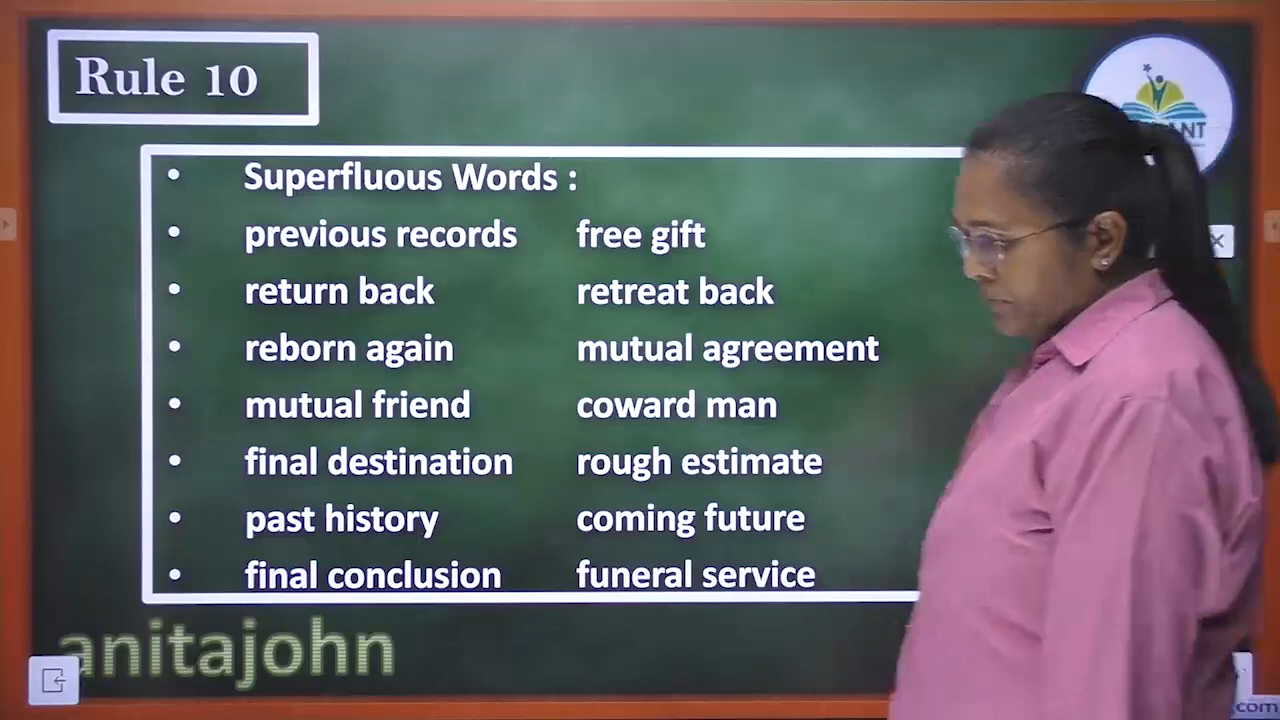 Rule 10
• Superfluous Words :
• previous records free gift
• return back retreat back
• reborn again mutual agreement
• mutual friend coward man
• final destination rough estimate
• past history coming future
• final conclusion funeral service
anitajohn
com